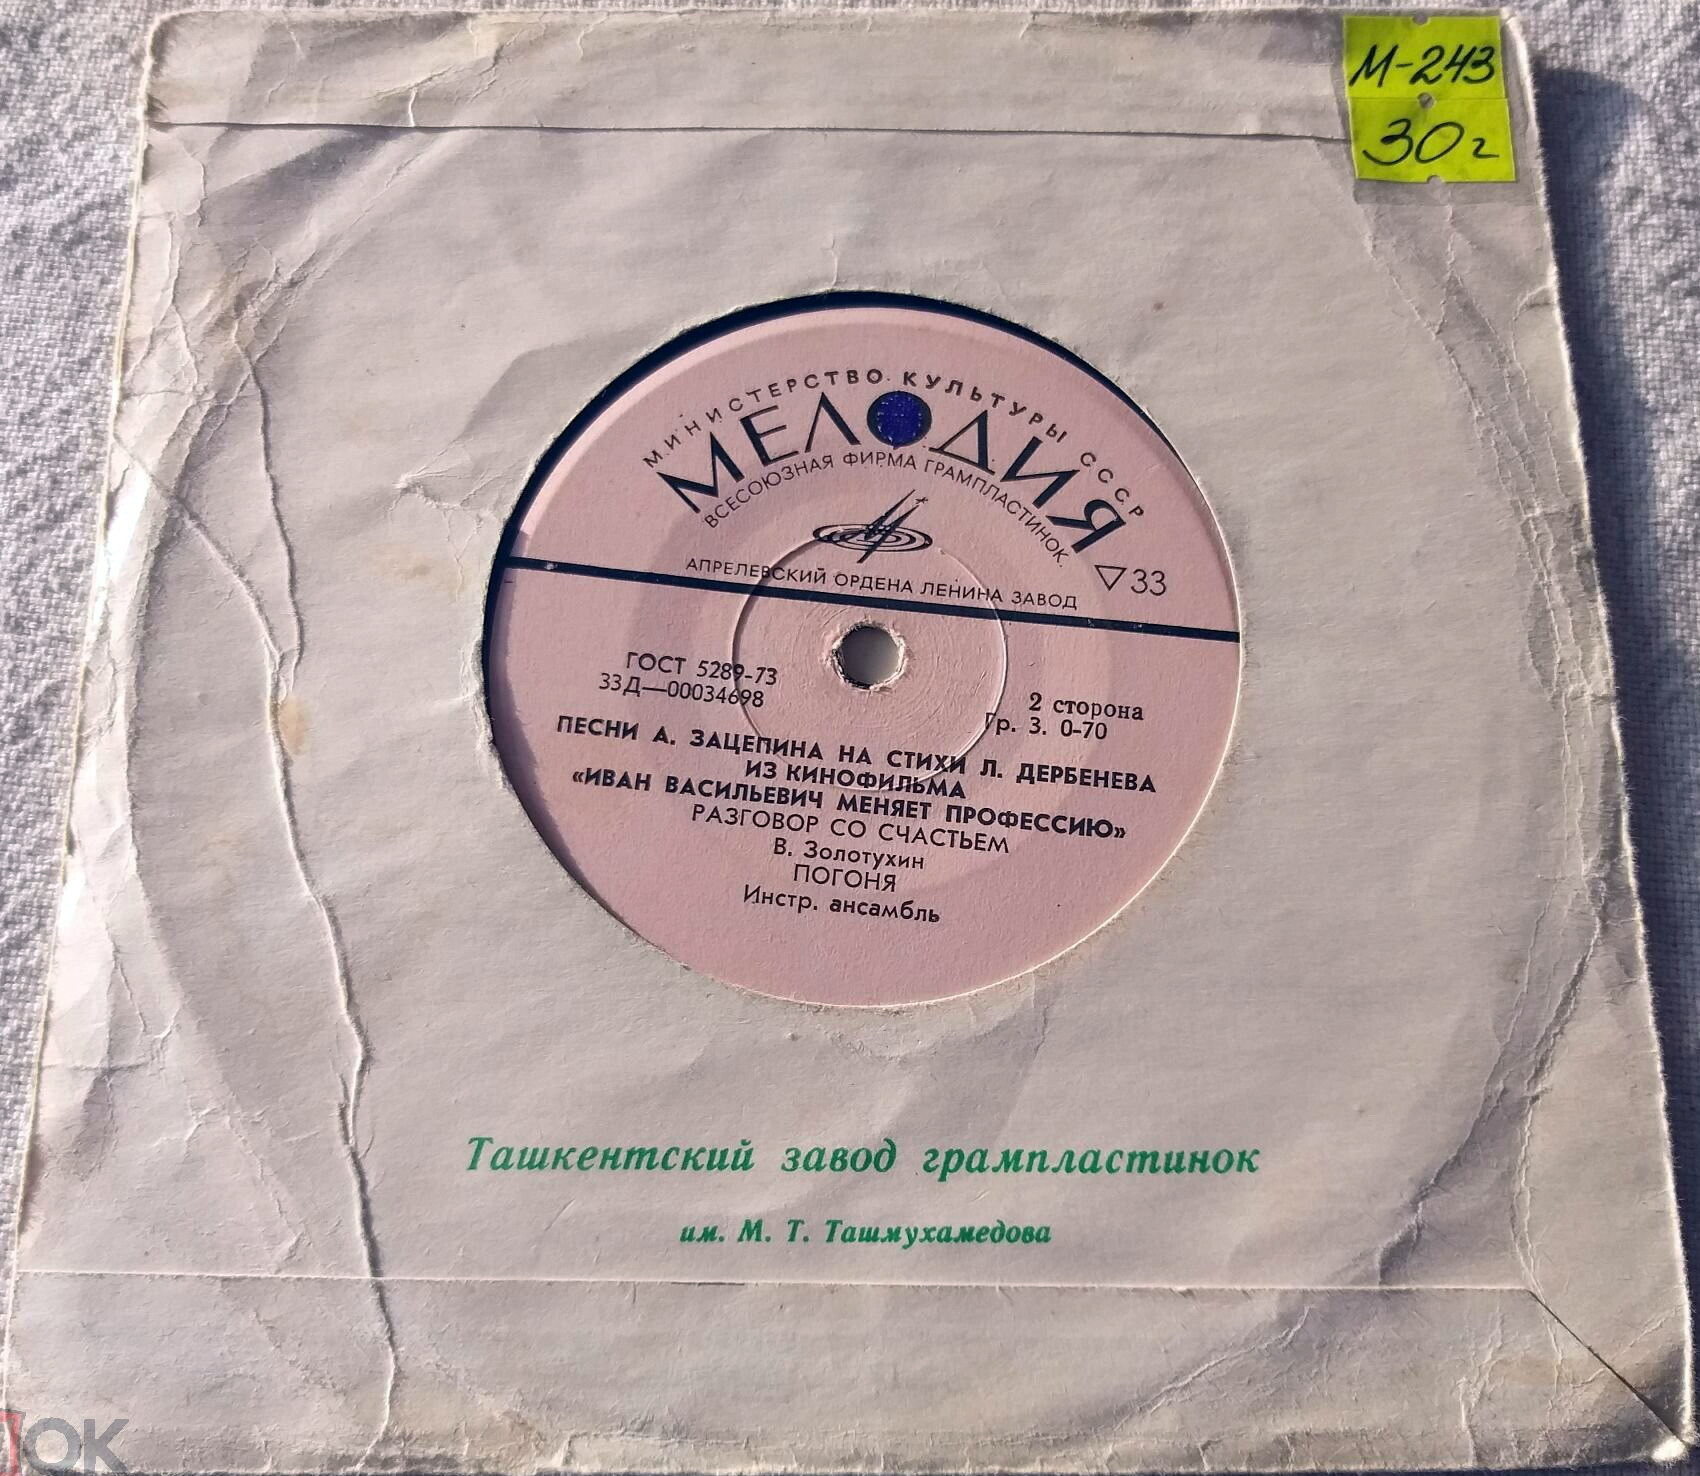 М-243
30 г
МИНИСТЕРСТВО КУЛЬТУРЫ СССР
МЕЛОДИЯ
ВСЕСОЮЗНАЯ ФИРМА ГРАМПЛАСТИНОК
АПРЕЛЕВСКИЙ ОРДЕНА ЛЕНИНА ЗАВОД
▽33
ГОСТ 5289-73
33Д—00034698
2 сторона
Гр. 3. 0-70
ПЕСНИ А. ЗАЦЕПИНА НА СТИХИ Л. ДЕРБЕНЕВА
ИЗ КИНОФИЛЬМА
«ИВАН ВАСИЛЬЕВИЧ МЕНЯЕТ ПРОФЕССИЮ»
РАЗГОВОР СО СЧАСТЬЕМ
В. Золотухин
ПОГОНЯ
Инстр. ансамбль
Ташкентский завод грампластинок
им. М. Т. Ташмухамедова